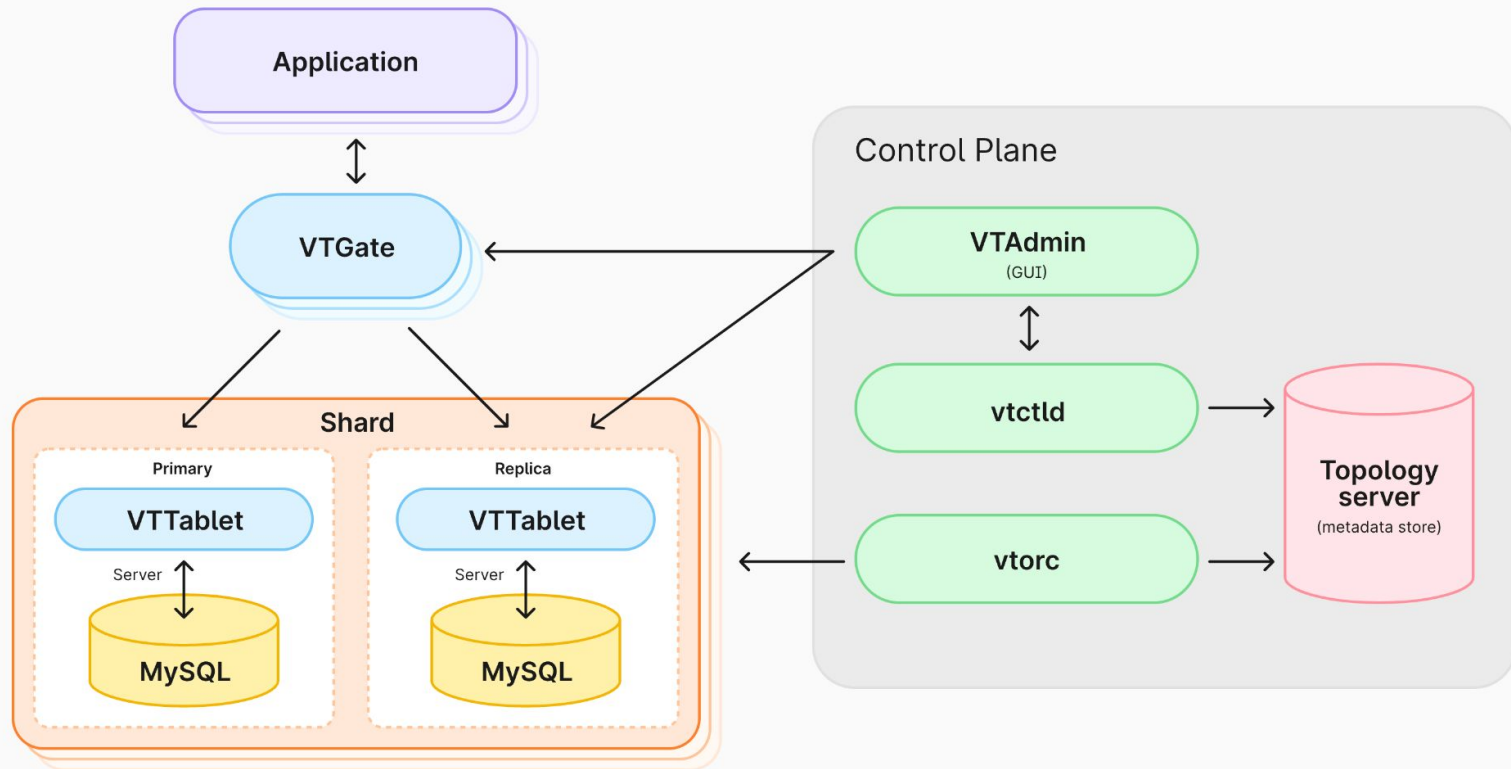 Application
Control Plane
VTGate
VTAdmin
(GUI)
vtctld
Shard
Primary
Replica
Topology
server
(metadata store)
VTTablet
VTTablet
vtorc
Server
Server
MySQL
MySQL